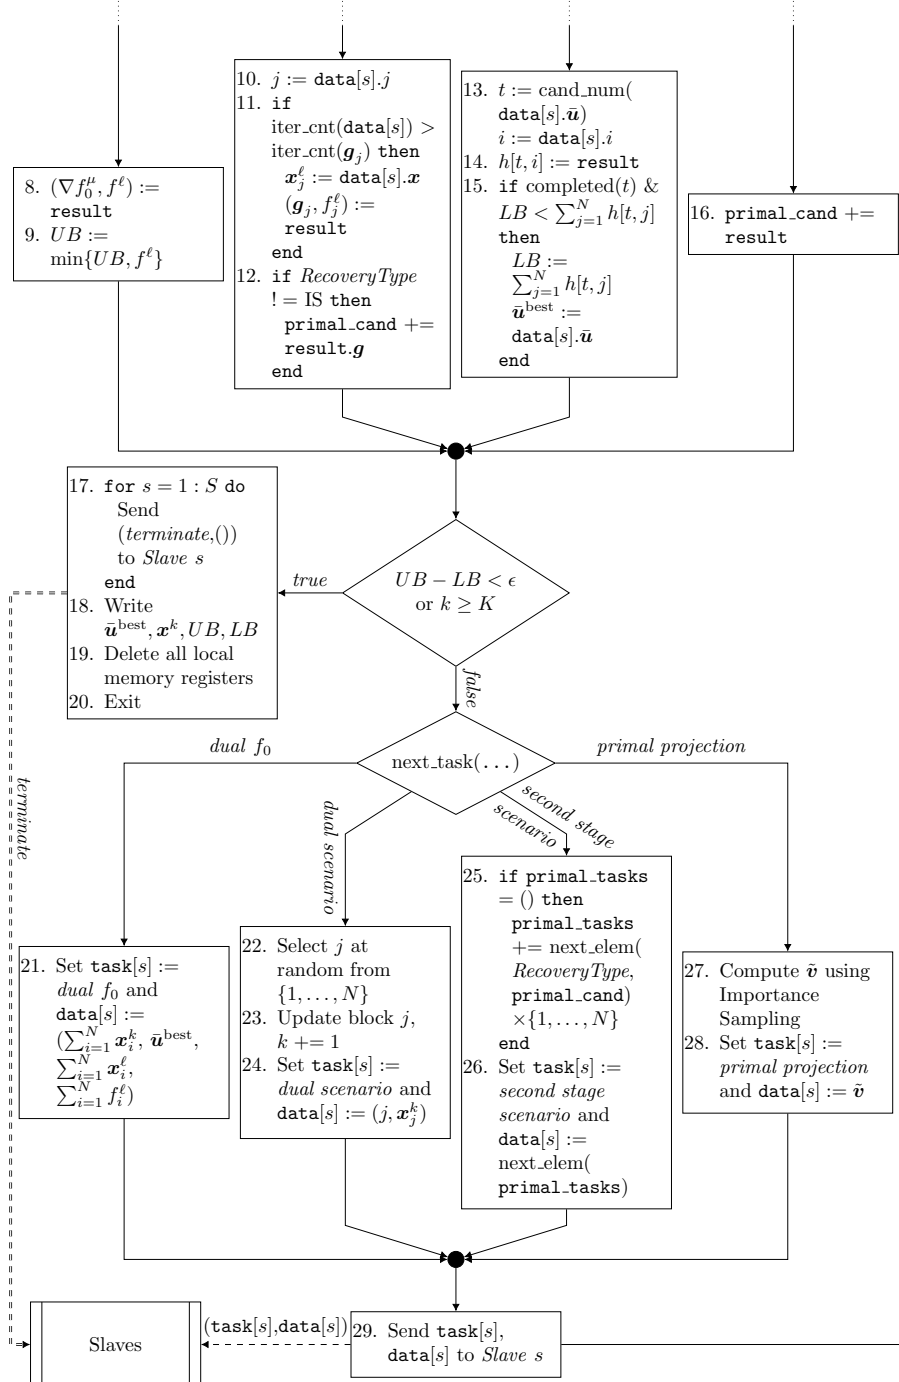 8. (∇f₀^μ, f^ℓ) :=
result
9. UB :=
min{UB, f^ℓ}
10. j := data[s].j
11. if
iter_cnt(data[s]) >
iter_cnt(g_j) then
x_j^ℓ := data[s].x
(g_j, f_j^ℓ) :=
result
end
12. if RecoveryType
! = IS then
primal_cand +=
result.g
end
13. t := cand_num(
data[s].ū)
i := data[s].i
14. h[t, i] := result
15. if completed(t) &
LB < ∑_{j=1}^N h[t, j]
then
LB :=
∑_{j=1}^N h[t, j]
ū^best :=
data[s].ū
end
16. primal_cand +=
result
17. for s = 1 : S do
Send
(terminate,())
to Slave s
end
18. Write
ū^best, x^k, UB, LB
19. Delete all local
memory registers
20. Exit
true
UB − LB < ϵ
or k ≥ K
false
terminate
dual f₀
next_task(...)
primal projection
dual scenario
second stage
scenario
21. Set task[s] :=
dual f₀ and
data[s] :=
(∑_{i=1}^N x_i^k, ū^best,
∑_{i=1}^N x_i^ℓ,
∑_{i=1}^N f_i^ℓ)
22. Select j at
random from
{1, . . . , N}
23. Update block j,
k += 1
24. Set task[s] :=
dual scenario and
data[s] := (j, x_j^k)
25. if primal_tasks
= () then
primal_tasks
+= next_elem(
RecoveryType,
primal_cand)
×{1, . . . , N}
end
26. Set task[s] :=
second stage
scenario and
data[s] :=
next_elem(
primal_tasks)
27. Compute ṽ using
Importance
Sampling
28. Set task[s] :=
primal projection
and data[s] := ṽ
Slaves
(task[s],data[s])
29. Send task[s],
data[s] to Slave s